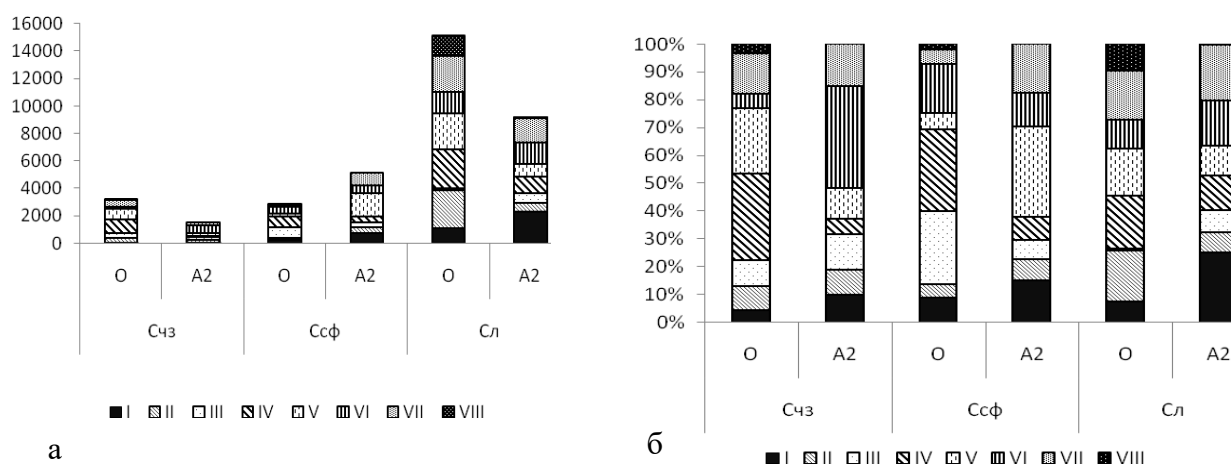 16000
14000
12000
10000
8000
6000
4000
2000
0
О А2 О А2 О А2
Счз Ссф Сл
I II III IV V VI VII VIII
а
100%
90%
80%
70%
60%
50%
40%
30%
20%
10%
0%
О А2 О А2 О А2
Счз Ссф Сл
I II III IV V VI VII VIII
б